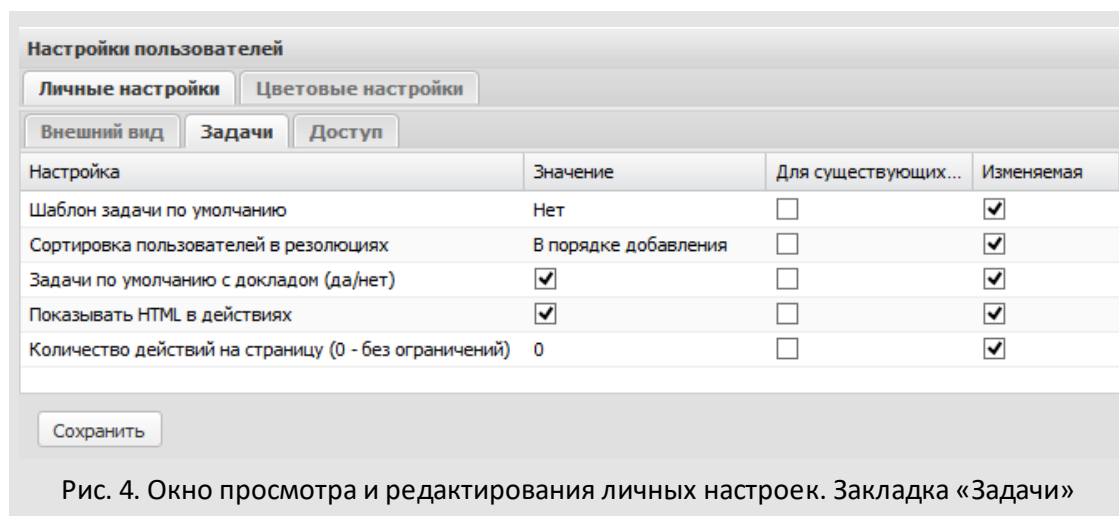 Настройки пользователей
Личные настройки Цветовые настройки
Внешний вид Задачи Доступ
Настройка Значение Для существующих... Изменяемая
Шаблон задачи по умолчанию Нет
Сортировка пользователей в резолюциях В порядке добавления
Задачи по умолчанию с докладом (да/нет)
Показывать HTML в действиях
Количество действий на страницу (0 - без ограничений) 0
Сохранить
Рис. 4. Окно просмотра и редактирования личных настроек. Закладка «Задачи»